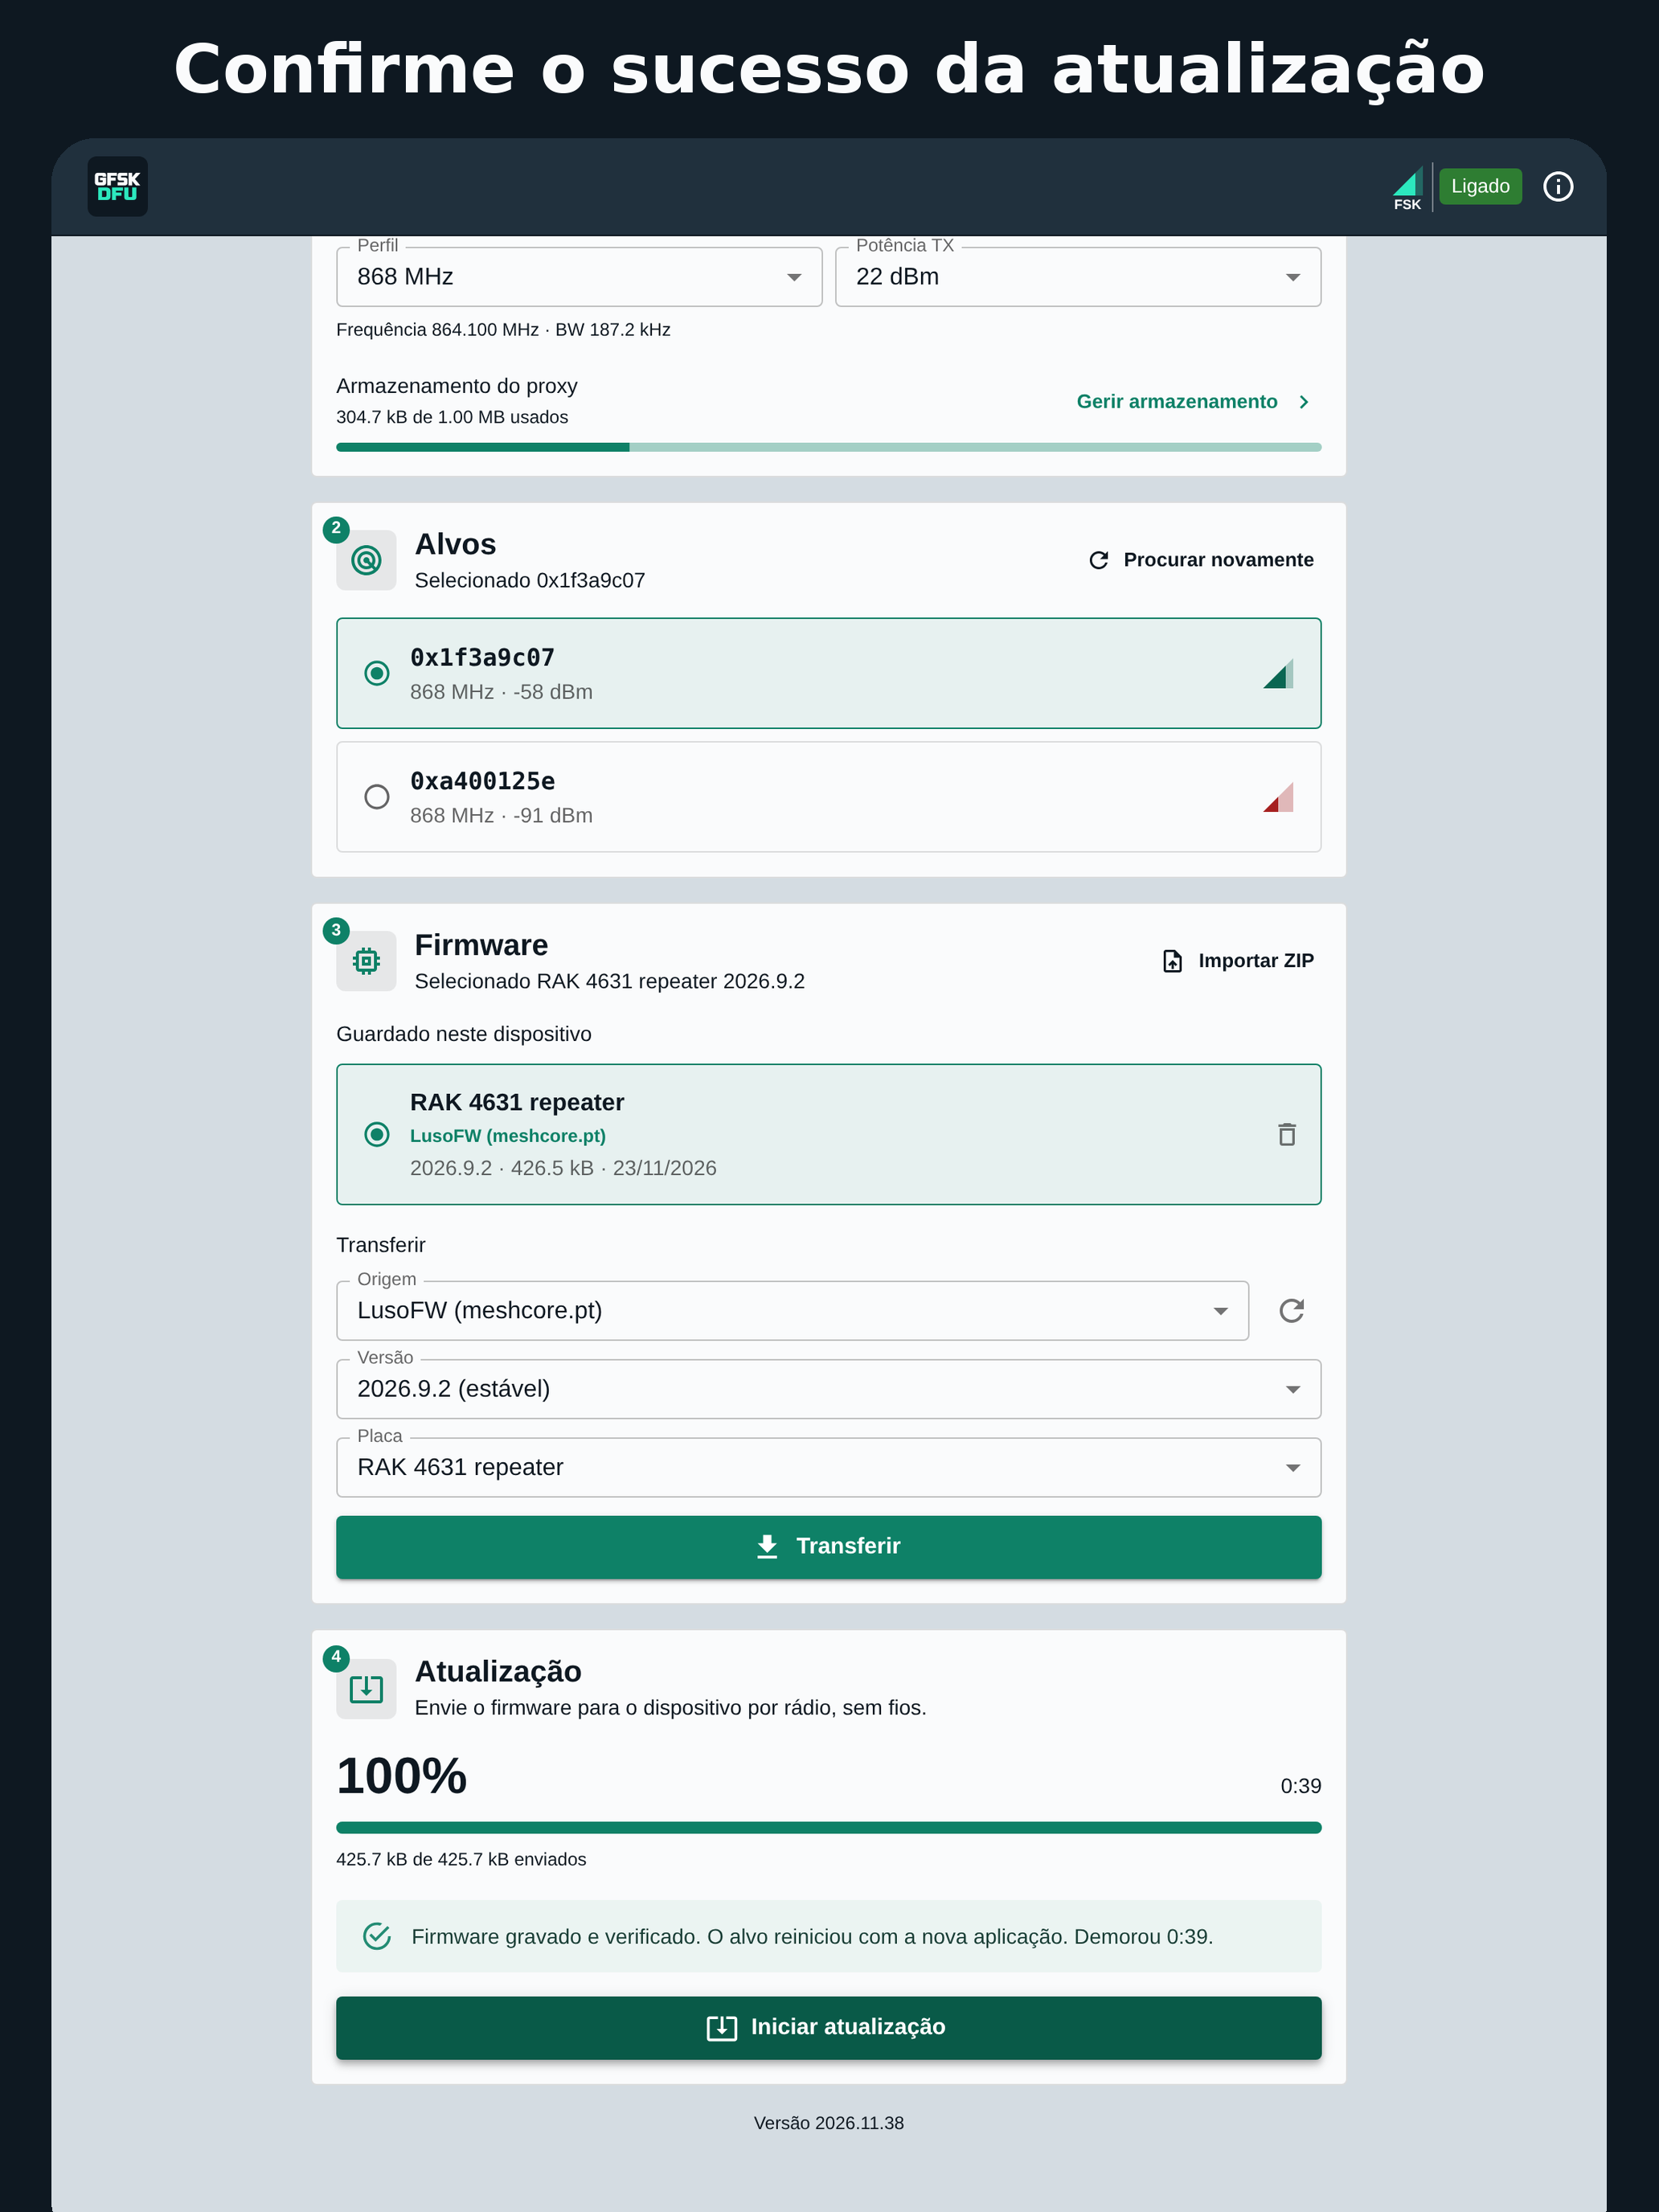 Confirme o sucesso da atualização
GFSK
DFU
FSK
Ligado
Perfil
868 MHz
Potência TX
22 dBm
Frequência 864.100 MHz · BW 187.2 kHz
Armazenamento do proxy
304.7 kB de 1.00 MB usados
Gerir armazenamento
2
Alvos
Selecionado 0x1f3a9c07
Procurar novamente
0x1f3a9c07
868 MHz · -58 dBm
0xa400125e
868 MHz · -91 dBm
3
Firmware
Selecionado RAK 4631 repeater 2026.9.2
Importar ZIP
Guardado neste dispositivo
RAK 4631 repeater
LusoFW (meshcore.pt)
2026.9.2 · 426.5 kB · 23/11/2026
Transferir
Origem
LusoFW (meshcore.pt)
Versão
2026.9.2 (estável)
Placa
RAK 4631 repeater
Transferir
4
Atualização
Envie o firmware para o dispositivo por rádio, sem fios.
100%
0:39
425.7 kB de 425.7 kB enviados
Firmware gravado e verificado. O alvo reiniciou com a nova aplicação. Demorou 0:39.
Iniciar atualização
Versão 2026.11.38